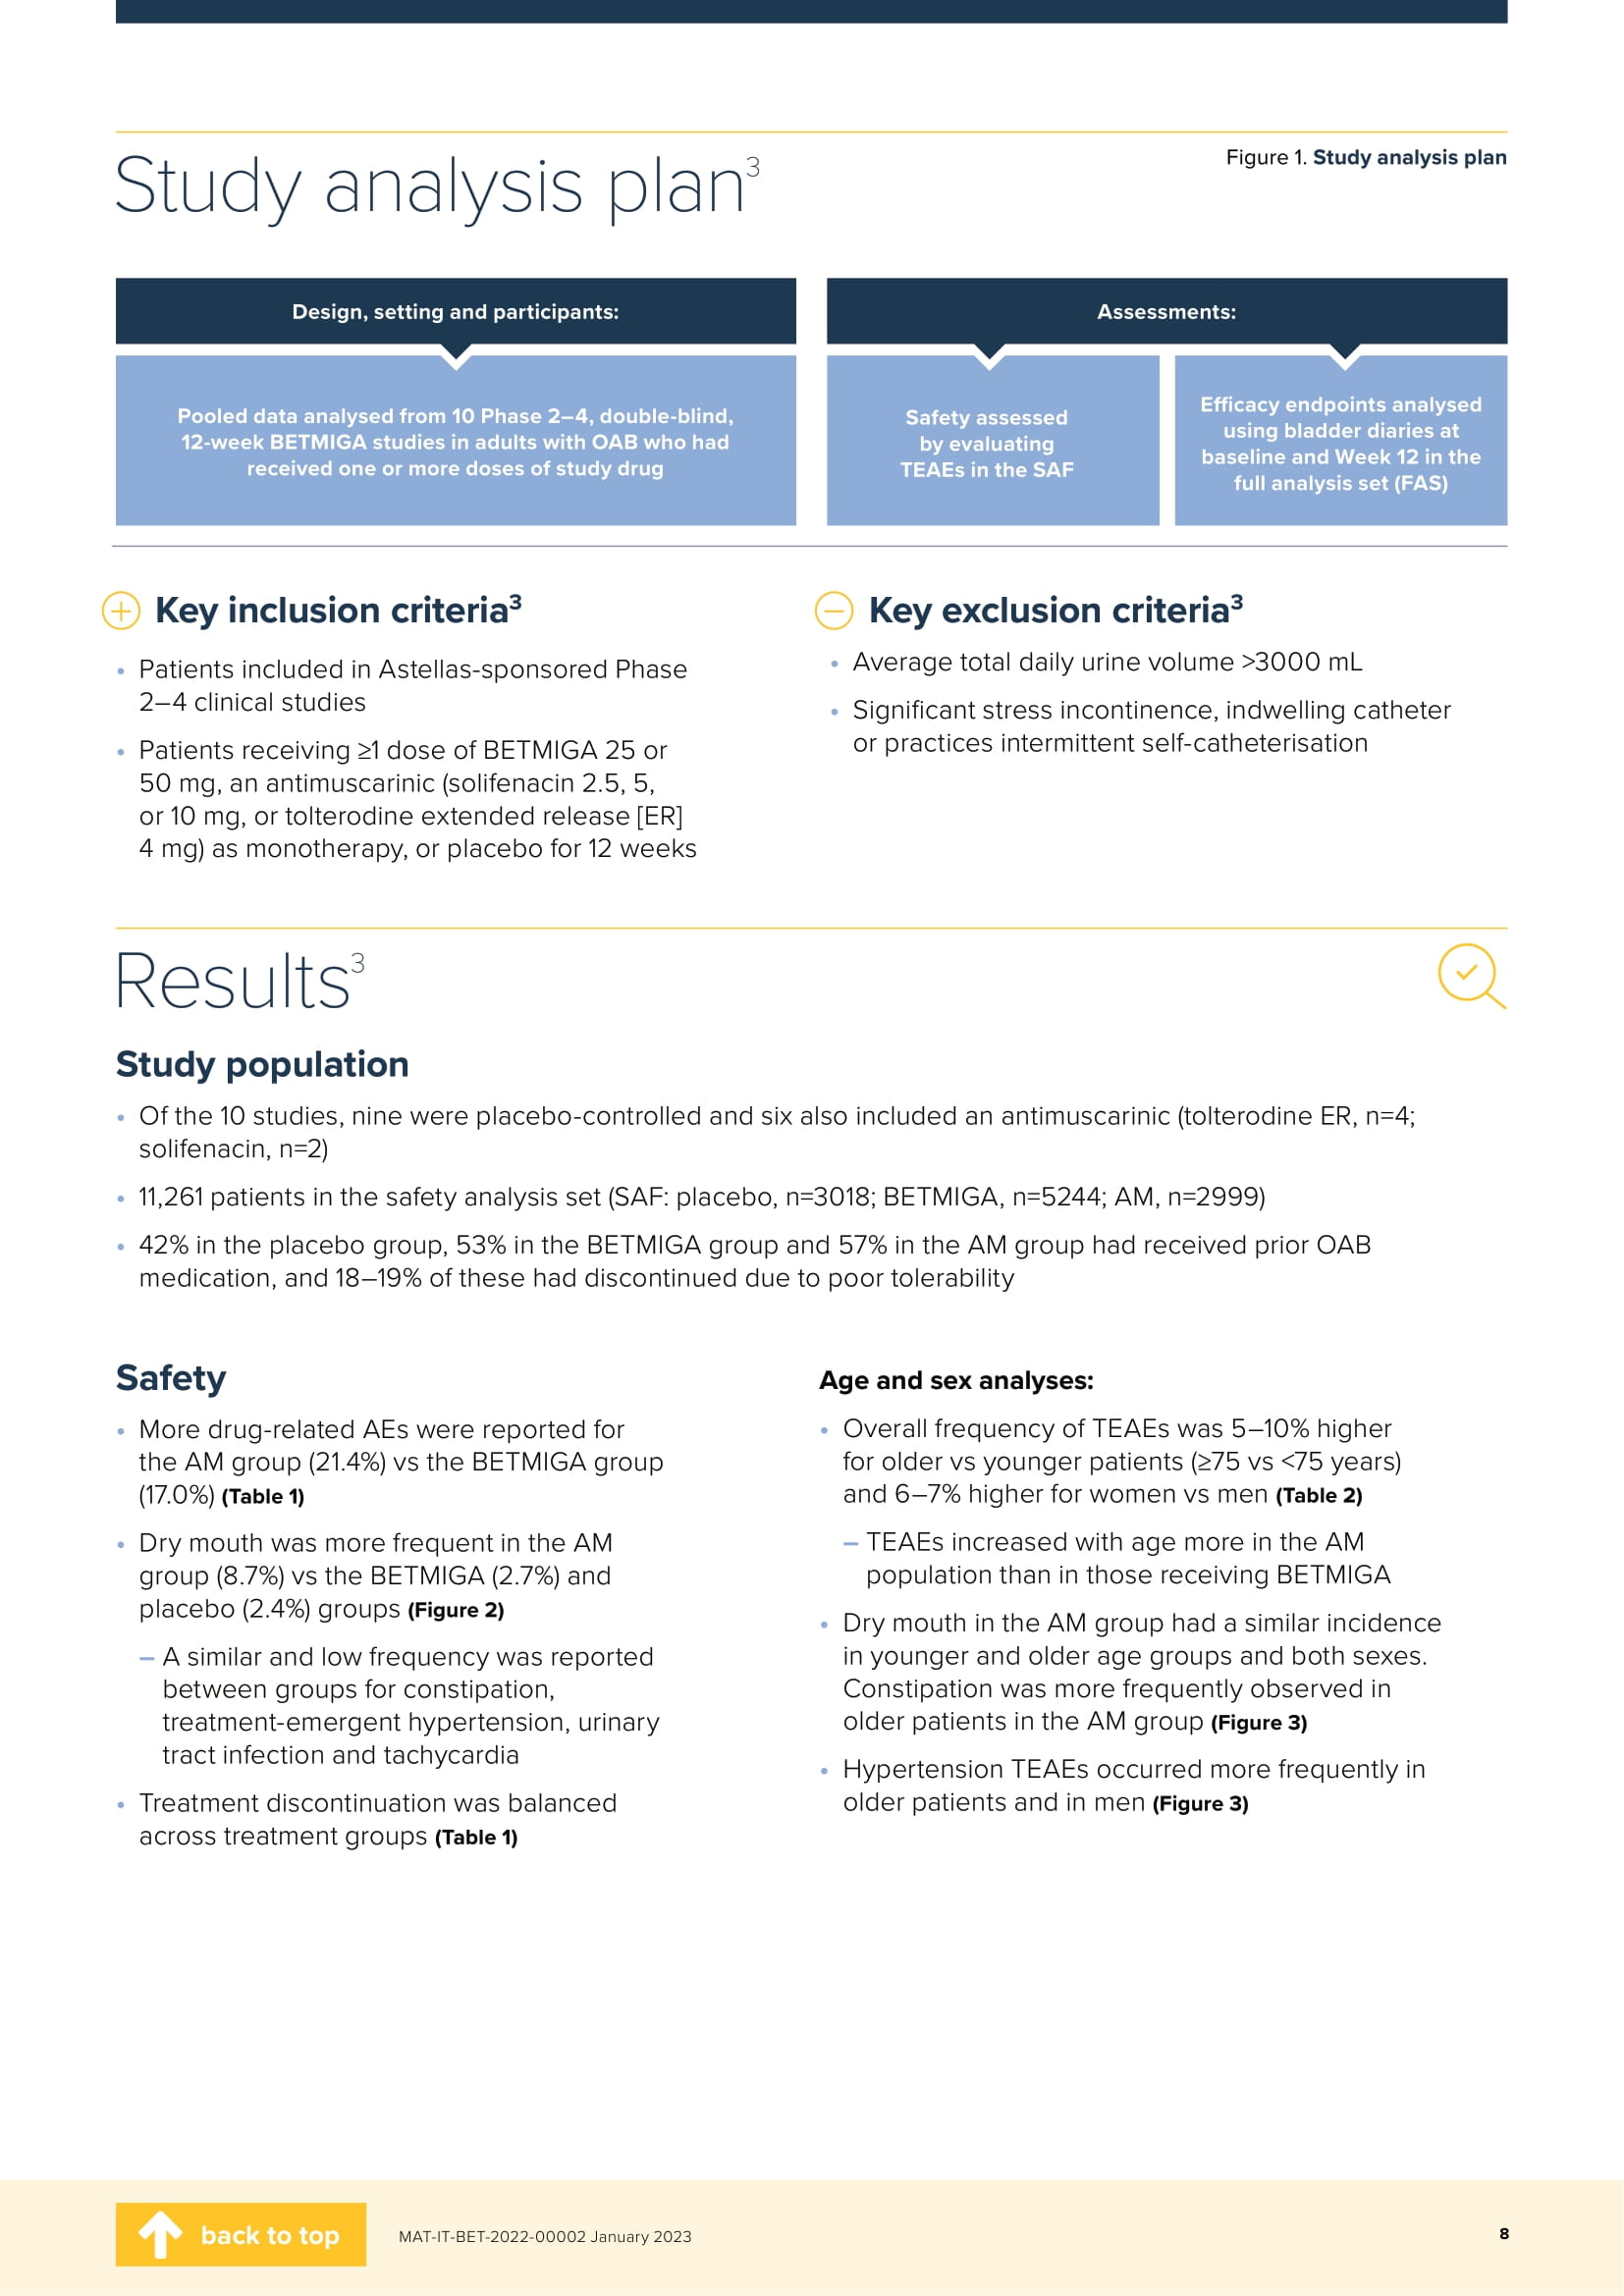 Study analysis plan3
Figure 1. Study analysis plan
Design, setting and participants:
Pooled data analysed from 10 Phase 2–4, double-blind,
12-week BETMIGA studies in adults with OAB who had
received one or more doses of study drug
Assessments:
Safety assessed
by evaluating
TEAEs in the SAF
Efficacy endpoints analysed
using bladder diaries at
baseline and Week 12 in the
full analysis set (FAS)
Key inclusion criteria3
• Patients included in Astellas-sponsored Phase
2–4 clinical studies
• Patients receiving ≥1 dose of BETMIGA 25 or
50 mg, an antimuscarinic (solifenacin 2.5, 5,
or 10 mg, or tolterodine extended release [ER]
4 mg) as monotherapy, or placebo for 12 weeks
Key exclusion criteria3
• Average total daily urine volume >3000 mL
• Significant stress incontinence, indwelling catheter
or practices intermittent self-catheterisation
Results3
Study population
• Of the 10 studies, nine were placebo-controlled and six also included an antimuscarinic (tolterodine ER, n=4;
solifenacin, n=2)
• 11,261 patients in the safety analysis set (SAF: placebo, n=3018; BETMIGA, n=5244; AM, n=2999)
• 42% in the placebo group, 53% in the BETMIGA group and 57% in the AM group had received prior OAB
medication, and 18–19% of these had discontinued due to poor tolerability
Safety
• More drug-related AEs were reported for
the AM group (21.4%) vs the BETMIGA group
(17.0%) (Table 1)
• Dry mouth was more frequent in the AM
group (8.7%) vs the BETMIGA (2.7%) and
placebo (2.4%) groups (Figure 2)
– A similar and low frequency was reported
between groups for constipation,
treatment-emergent hypertension, urinary
tract infection and tachycardia
• Treatment discontinuation was balanced
across treatment groups (Table 1)
Age and sex analyses:
• Overall frequency of TEAEs was 5–10% higher
for older vs younger patients (≥75 vs <75 years)
and 6–7% higher for women vs men (Table 2)
– TEAEs increased with age more in the AM
population than in those receiving BETMIGA
• Dry mouth in the AM group had a similar incidence
in younger and older age groups and both sexes.
Constipation was more frequently observed in
older patients in the AM group (Figure 3)
• Hypertension TEAEs occurred more frequently in
older patients and in men (Figure 3)
back to top
MAT-IT-BET-2022-00002 January 2023
8